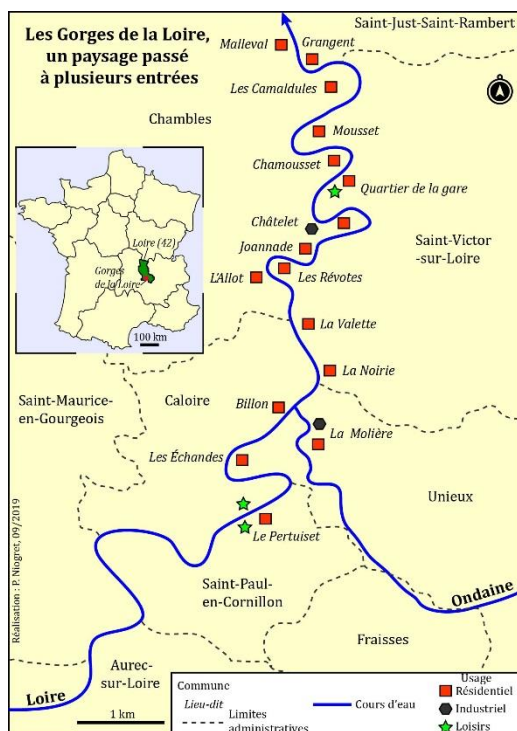 Les Gorges de la Loire,
un paysage passé
à plusieurs entrées
Saint-Just-Saint-Rambert
Malleval
Grangent
Les Camaldules
Chambles
Mousset
Chamousset
Quartier de la gare
Châtelet
Joannade
Saint-Victor
-sur-Loire
L'Allot
Les Révotes
Loire (42)
Gorges
de la Loire
100 km
La Valette
La Noirie
Saint-Maurice-
en-Gourgeois
Caloire
Billon
La Molière
Les Échandes
Unieux
Le Pertuiset
Saint-Paul
-en-Cornillon
Ondaine
Fraisses
Aurec-
sur-Loire
Loire
1 km
Réalisation : P. Niogret, 09/2019
Commune
Lieu-dit
Limites
administratives
Cours d'eau
Usage
Résidentiel
Industriel
Loisirs